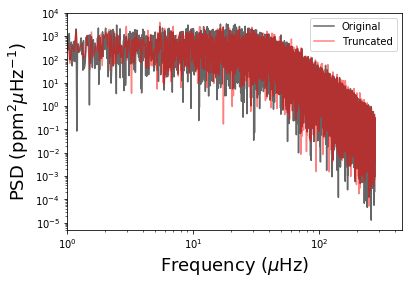 Original
Truncated
10⁴
10³
10²
10¹
10⁰
10⁻¹
10⁻²
10⁻³
10⁻⁴
10⁻⁵
PSD (ppm²μHz⁻¹)
10⁰ 10¹ 10²
Frequency (μHz)